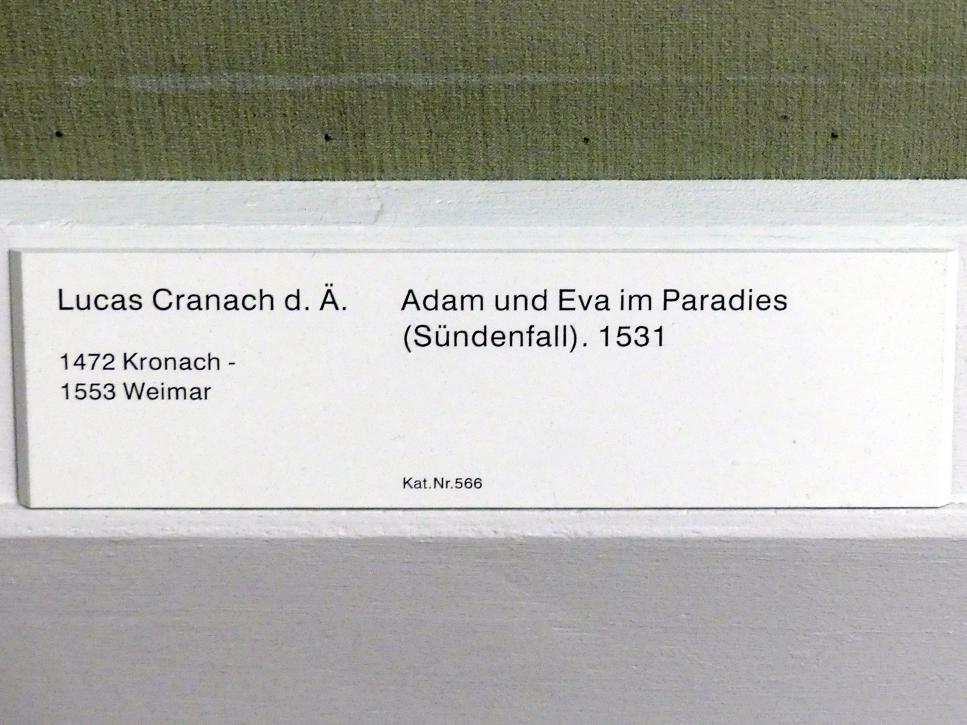 Lucas Cranach d. Ä.
1472 Kronach -
1553 Weimar
Adam und Eva im Paradies
(Sündenfall). 1531
Kat.Nr.566